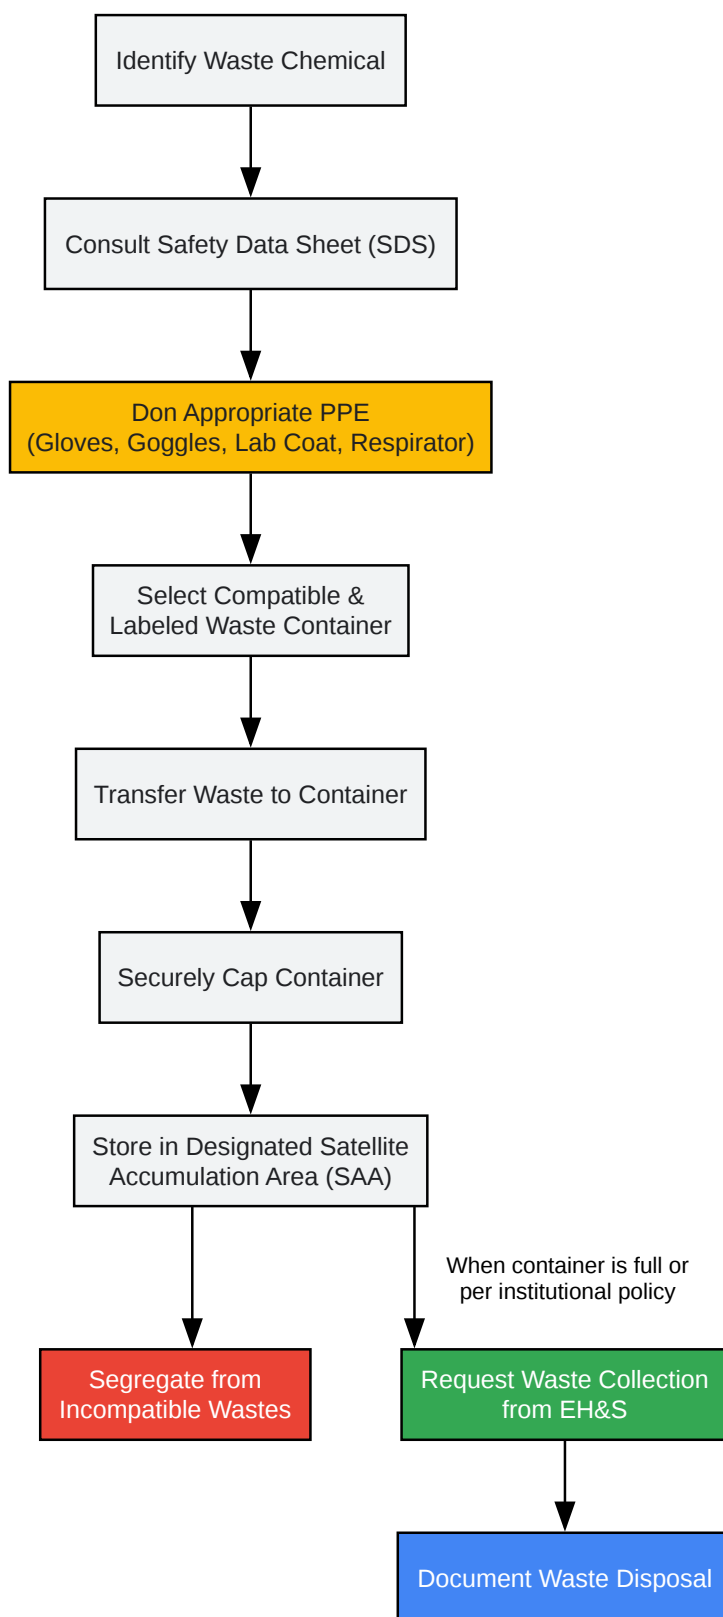 Identify Waste Chemical
Consult Safety Data Sheet (SDS)
Don Appropriate PPE
(Gloves, Goggles, Lab Coat, Respirator)
Select Compatible &
Labeled Waste Container
Transfer Waste to Container
Securely Cap Container
Store in Designated Satellite
Accumulation Area (SAA)
When container is full or
per institutional policy
Segregate from
Incompatible Wastes
Request Waste Collection
from EH&S
Document Waste Disposal